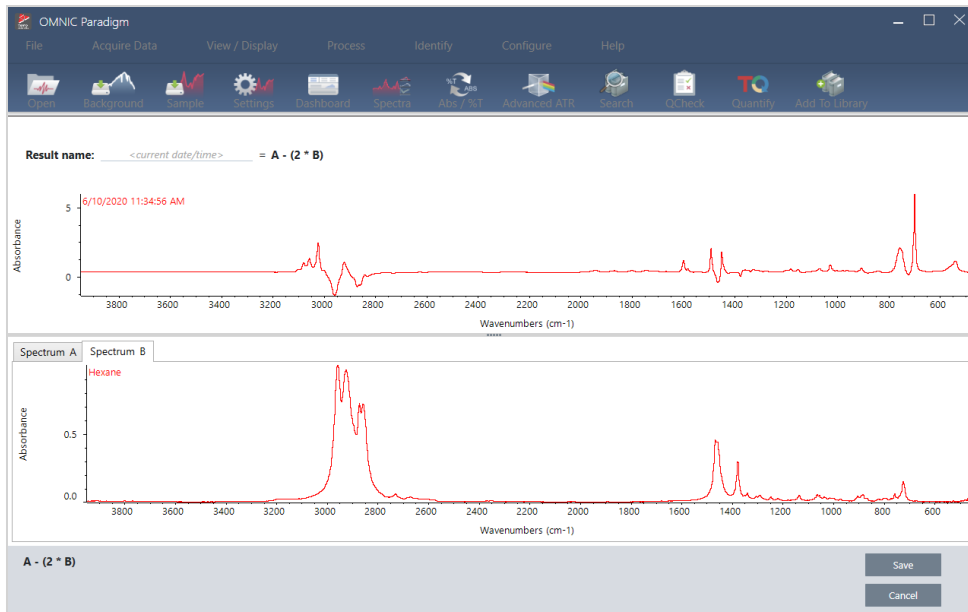 OMNIC Paradigm
File Acquire Data View / Display Process Identify Configure Help
Open Background Sample Settings Dashboard Spectra Abs / %T Advanced ATR Search QCheck Quantify Add To Library
Result name: <current date/time> = A - (2 * B)
6/10/2020 11:34:56 AM
Absorbance
5
0
3800 3600 3400 3200 3000 2800 2600 2400 2200 2000 1800 1600 1400 1200 1000 800 600
Wavenumbers (cm-1)
Spectrum A Spectrum B
Hexane
Absorbance
0.5
0.0
3800 3600 3400 3200 3000 2800 2600 2400 2200 2000 1800 1600 1400 1200 1000 800 600
Wavenumbers (cm-1)
A - (2 * B)
Save
Cancel